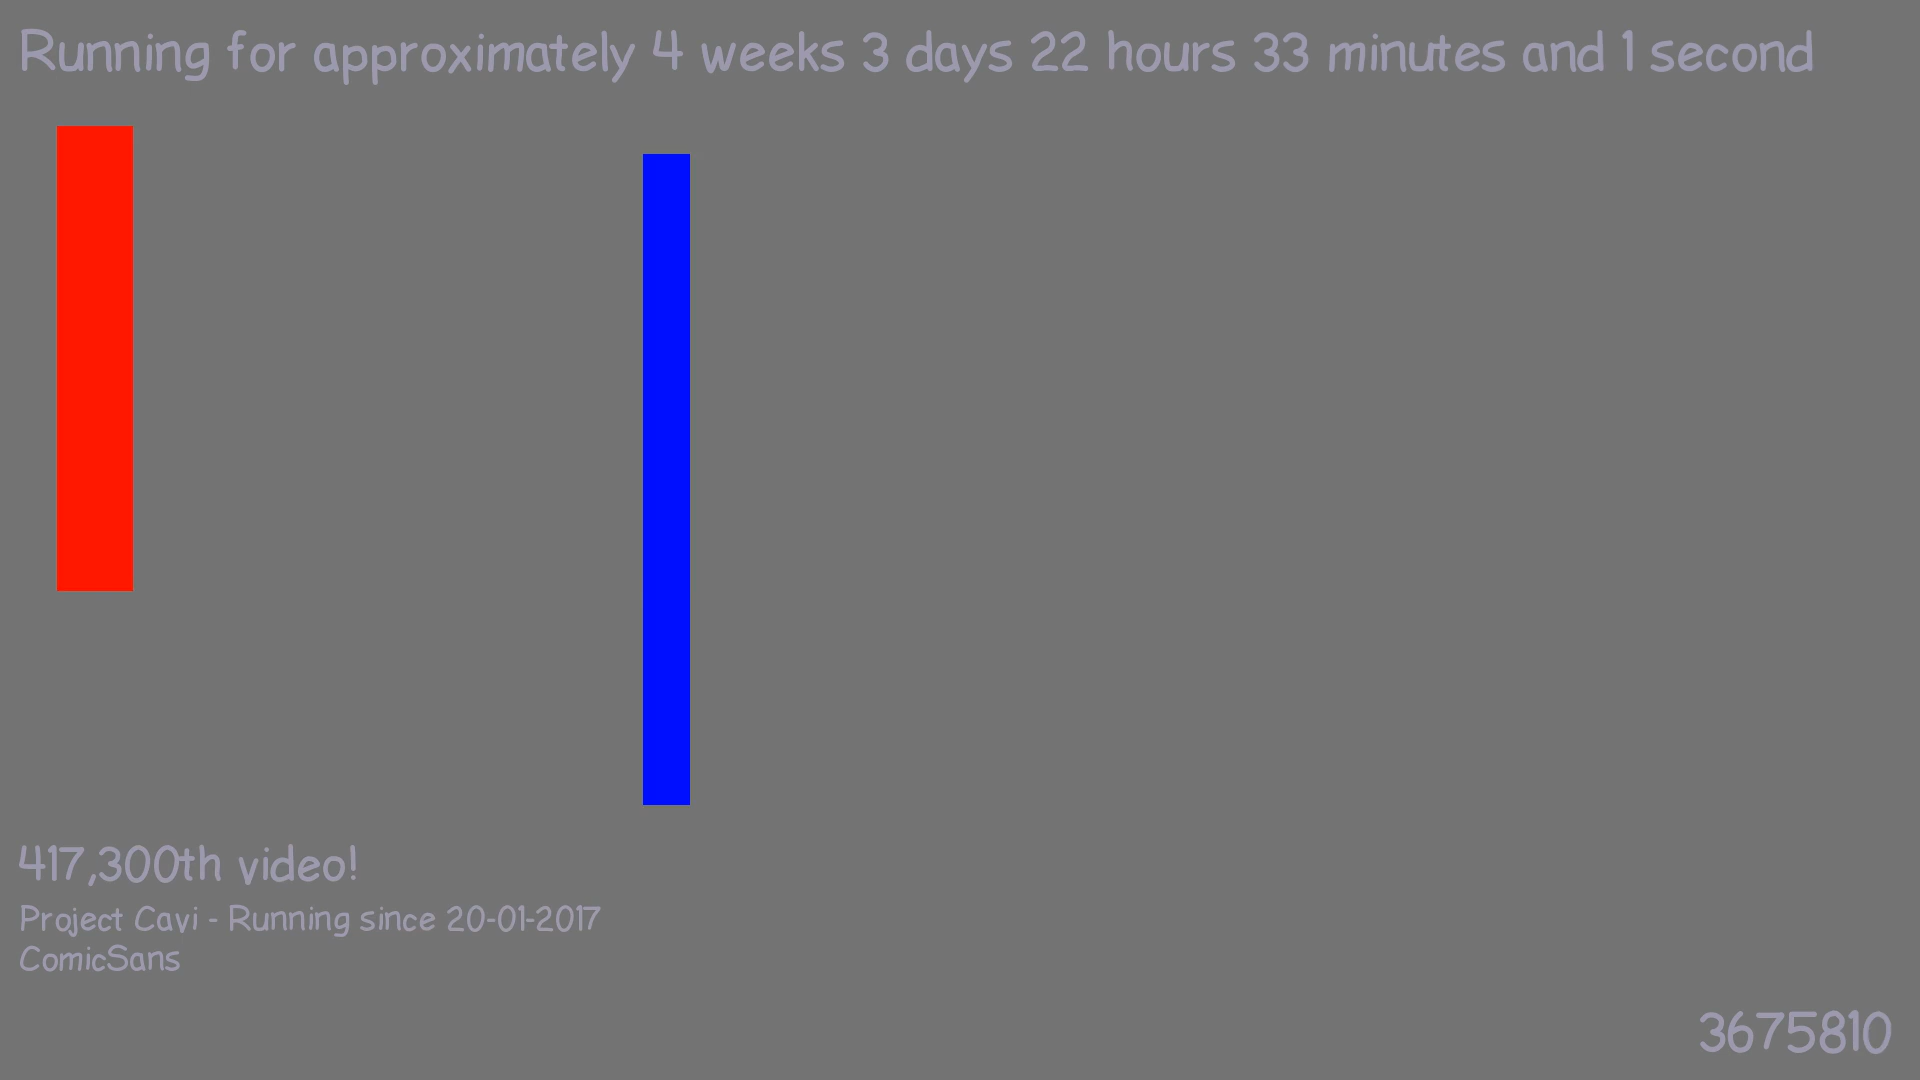 Running for approximately 4 weeks 3 days 22 hours 33 minutes and 1 second
417,300th video!
Project Cavi - Running since 20-01-2017
ComicSans
3675810